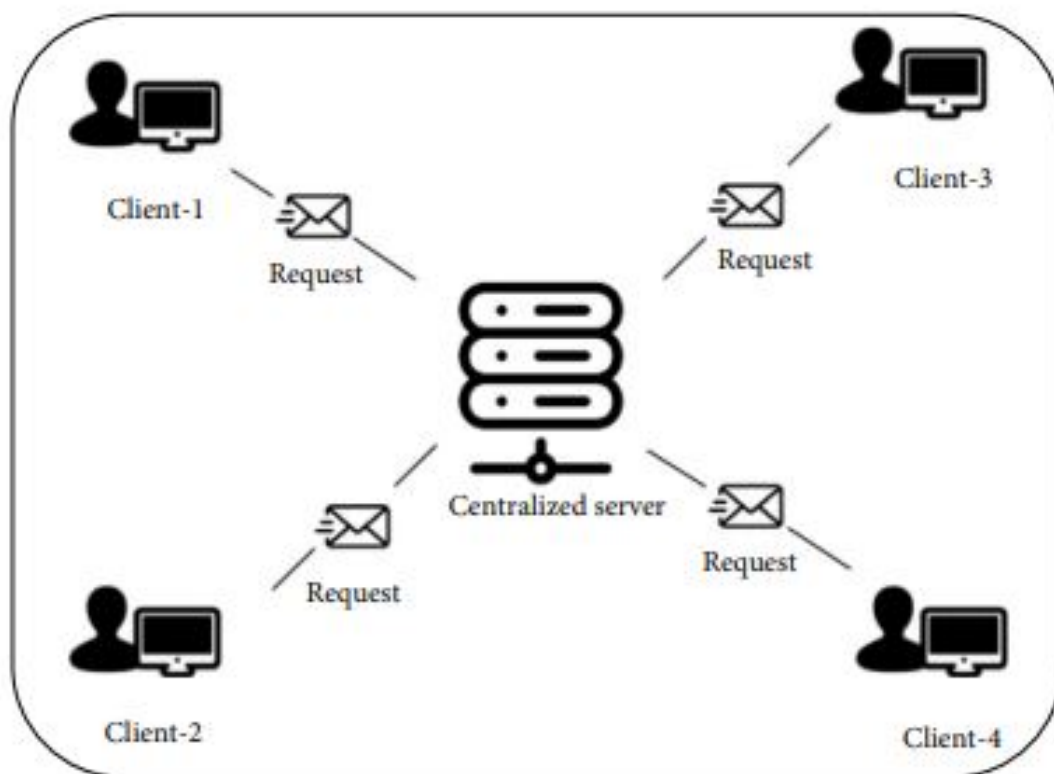 Client-1
Client-3
Request
Request
Centralized server
Request
Request
Client-2
Client-4